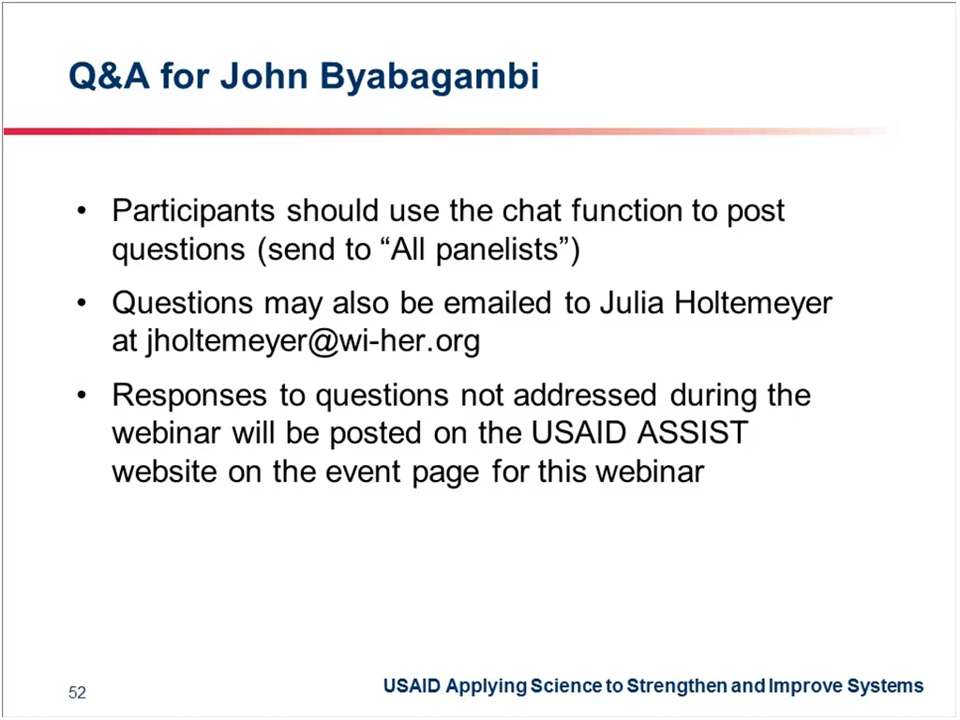 Q&A for John Byabagambi
• Participants should use the chat function to post
questions (send to “All panelists”)
• Questions may also be emailed to Julia Holtemeyer
at jholtemeyer@wi-her.org
• Responses to questions not addressed during the
webinar will be posted on the USAID ASSIST
website on the event page for this webinar
52
USAID Applying Science to Strengthen and Improve Systems